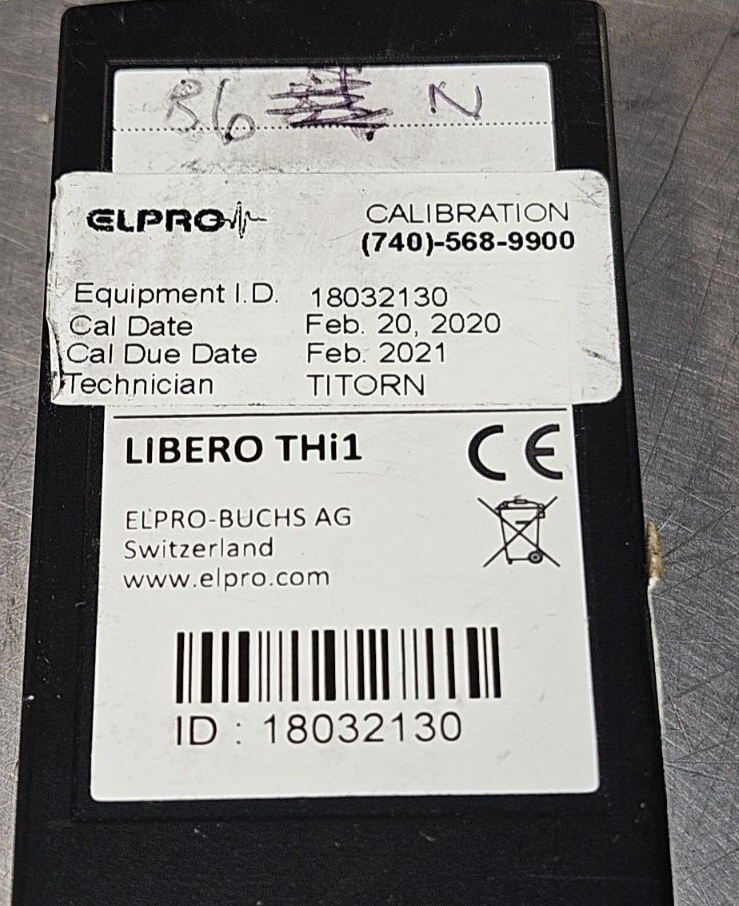 B6 N
ELPRO CALIBRATION
(740)-568-9900
Equipment I.D. 18032130
Cal Date Feb. 20, 2020
Cal Due Date Feb. 2021
Technician TITORN
LIBERO THi1 CE
ELPRO-BUCHS AG
Switzerland
www.elpro.com
ID : 18032130